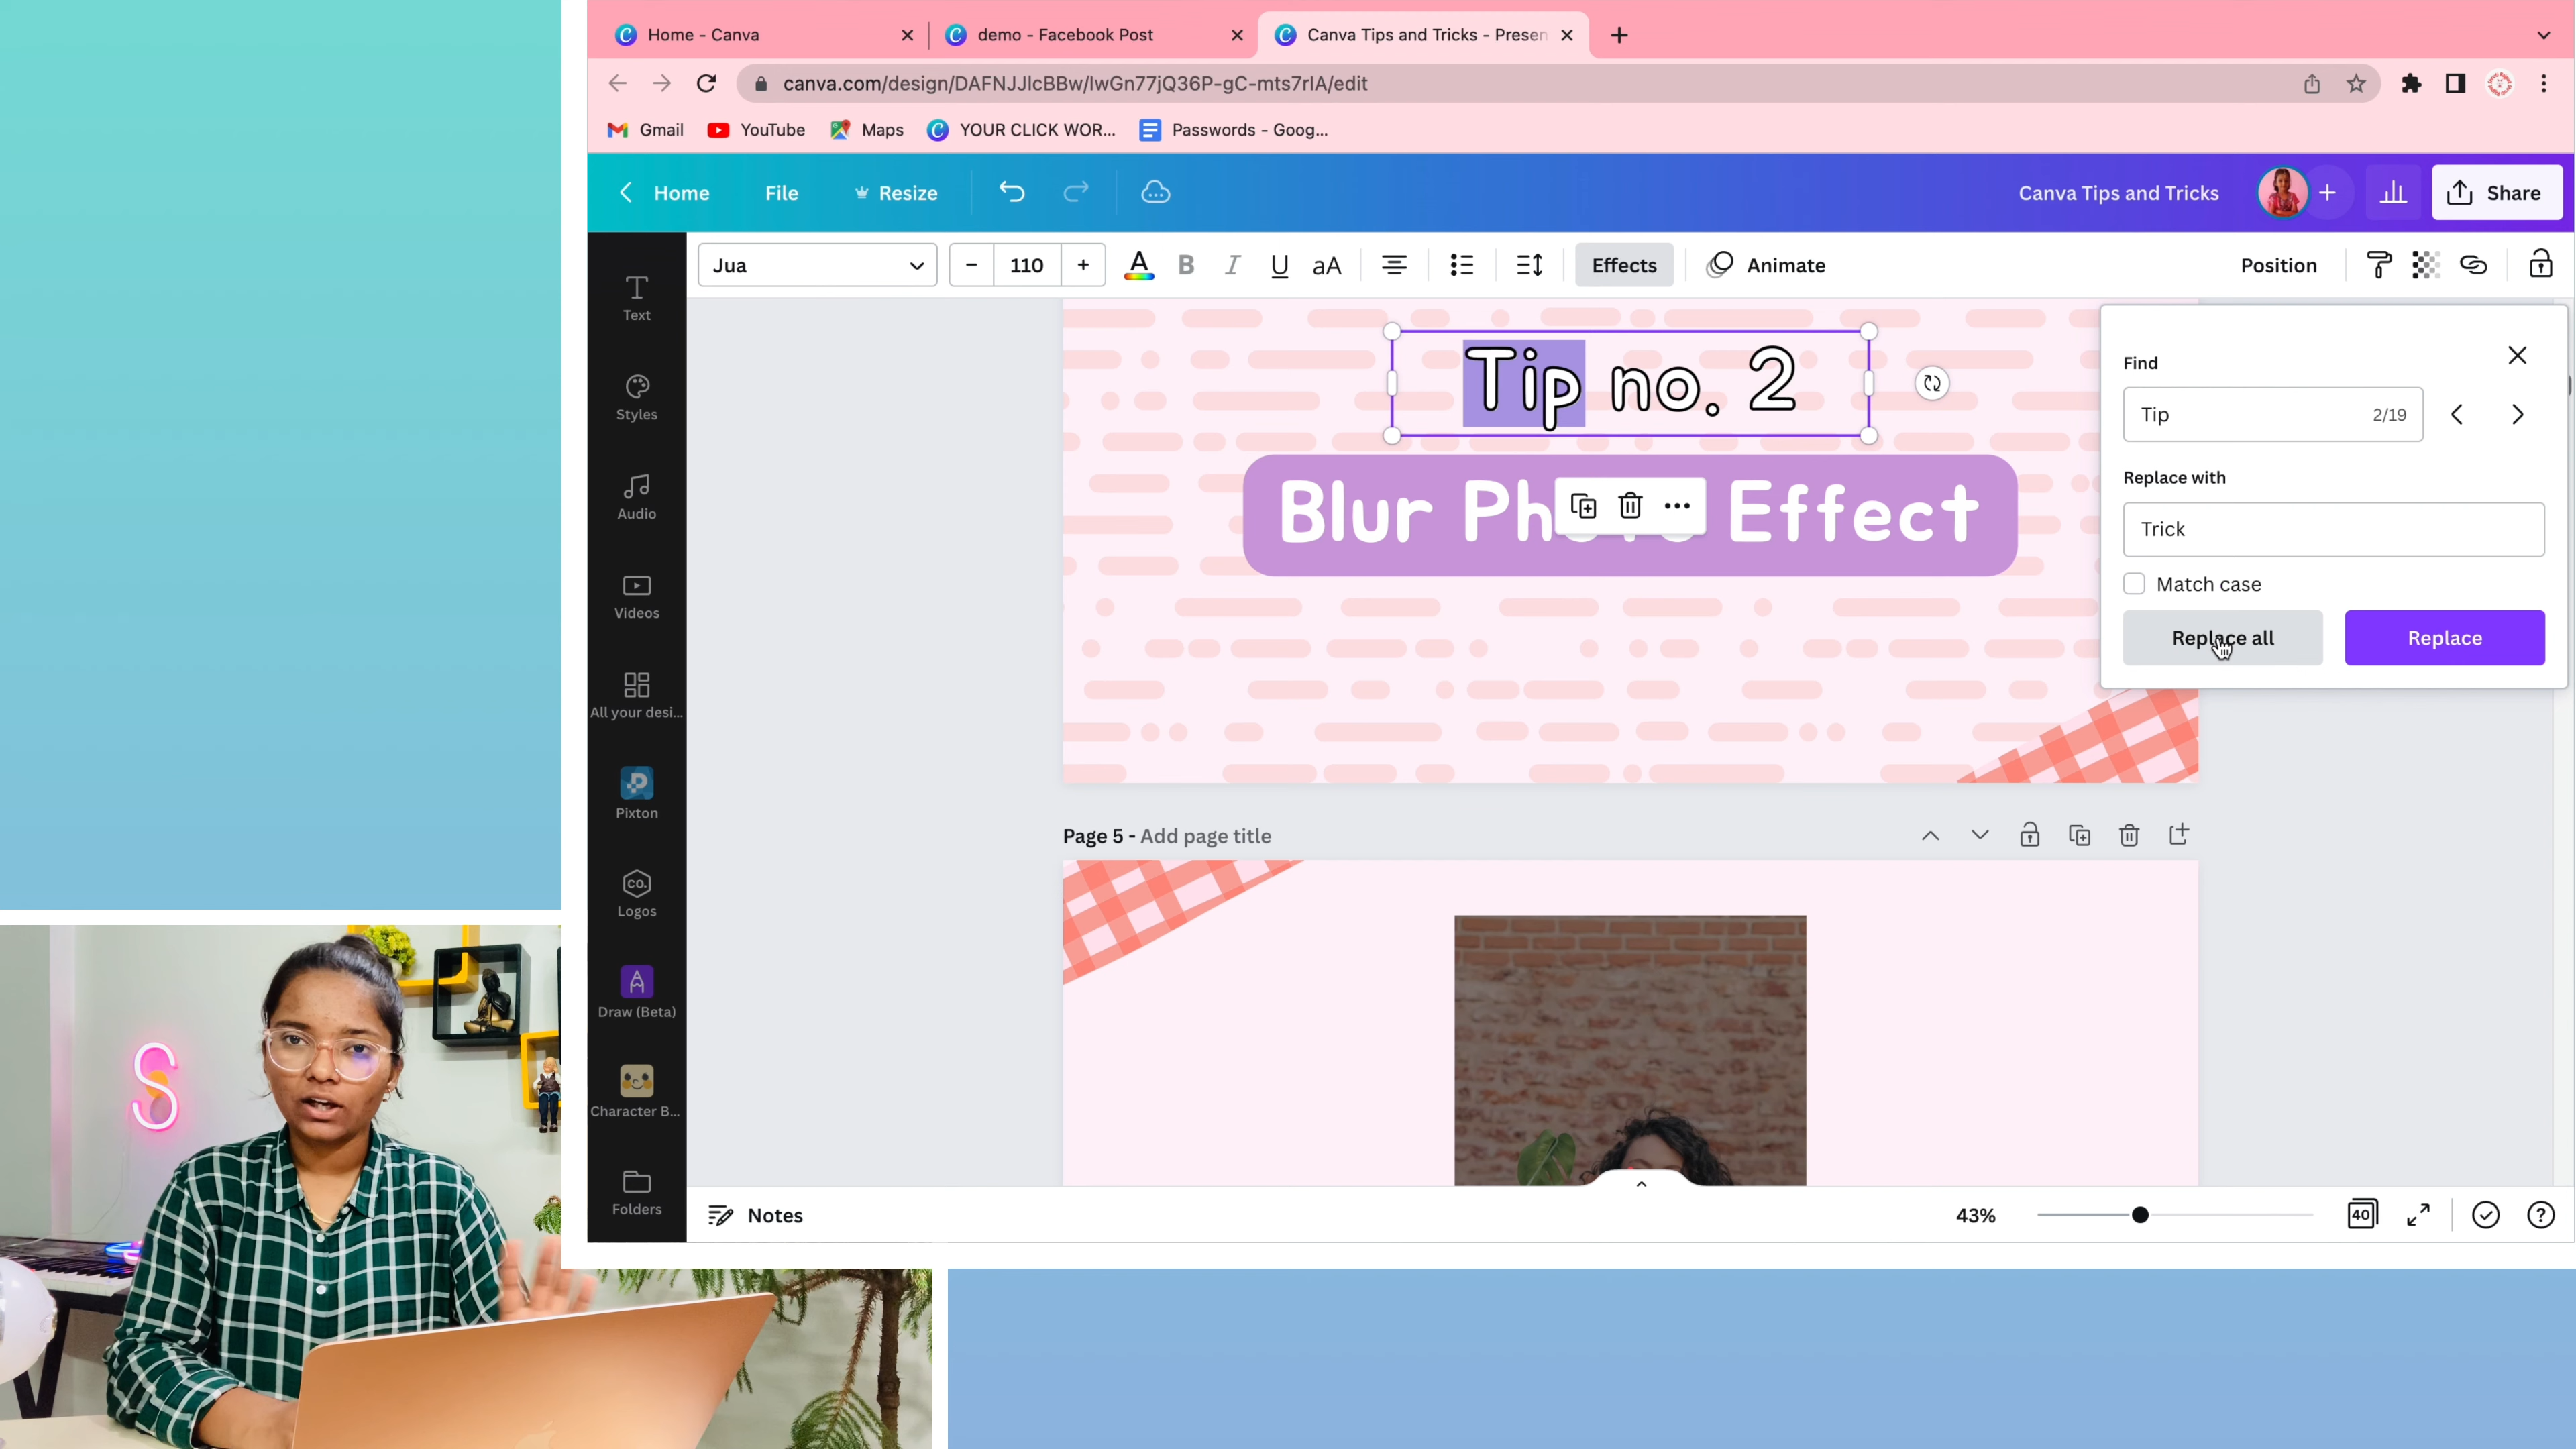 Home - Canva
demo - Facebook Post
Canva Tips and Tricks - Presen
canva.com/design/DAFNJJlcBBw/lwGn77jQ36P-gC-mts7rIA/edit
Gmail
YouTube
Maps
YOUR CLICK WOR...
Passwords - Goog...
Home
File
Resize
Canva Tips and Tricks
Share
Jua
110
Effects
Animate
Position
Text
Styles
Audio
Videos
All your desi...
Pixton
CO.
Logos
Draw (Beta)
Character B...
Folders
Tip no. 2
Blur Photo Effect
Find
Tip 2/19
Replace with
Trick
Match case
Replace all
Replace
Page 5 - Add page title
Notes
43%
40
S